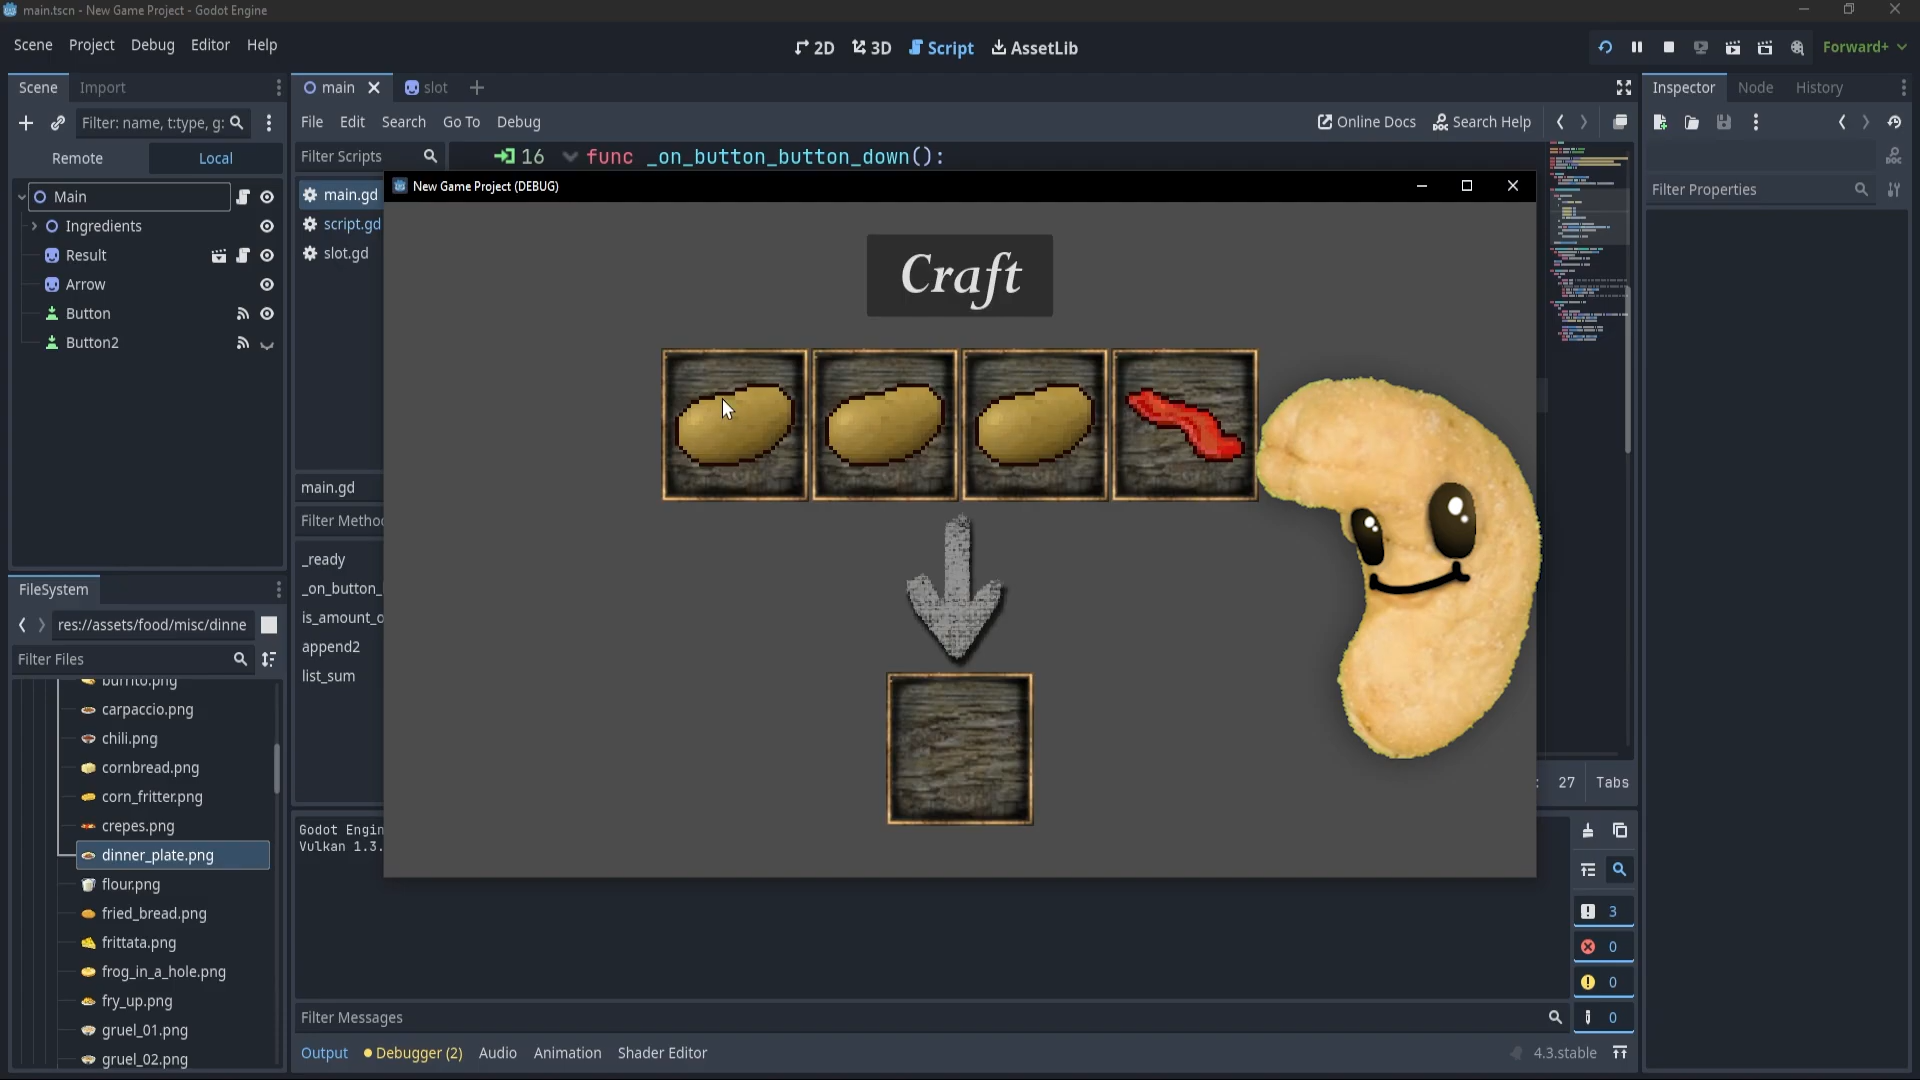 main.tscn - New Game Project - Godot Engine
Scene Project Debug Editor Help
2D 3D Script AssetLib
Forward+
Scene Import
main slot
Inspector Node History
Filter: name, t:type, g:
File Edit Search Go To Debug
Online Docs Search Help
Remote Local
Filter Scripts
16 func _on_button_button_down():
Filter Properties
Main
Ingredients
Result
Arrow
Button
Button2
main.gd
script.gd
slot.gd
New Game Project (DEBUG)
Craft
main.gd
Filter Metho
_ready
_on_button_
is_amount_o
append2
list_sum
FileSystem
res://assets/food/misc/dinne
Filter Files
burrito.png
carpaccio.png
chili.png
cornbread.png
corn_fritter.png
crepes.png
dinner_plate.png
flour.png
fried_bread.png
frittata.png
frog_in_a_hole.png
fry_up.png
gruel_01.png
gruel_02.png
: 27 Tabs
Godot Engin
Vulkan 1.3.
3
0
0
0
Filter Messages
Output Debugger (2) Audio Animation Shader Editor
4.3.stable